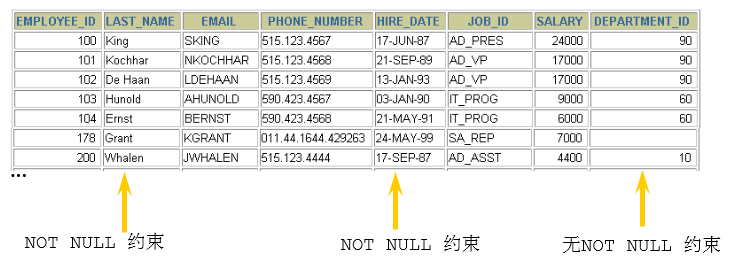 EMPLOYEE_ID LAST_NAME EMAIL PHONE_NUMBER HIRE_DATE JOB_ID SALARY DEPARTMENT_ID
100 King SKING 515.123.4567 17-JUN-87 AD_PRES 24000 90
101 Kochhar NKOCHHAR 515.123.4568 21-SEP-89 AD_VP 17000 90
102 De Haan LDEHAAN 515.123.4569 13-JAN-93 AD_VP 17000 90
103 Hunold AHUNOLD 590.423.4567 03-JAN-90 IT_PROG 9000 60
104 Ernst BERNST 590.423.4568 21-MAY-91 IT_PROG 6000 60
178 Grant KGRANT 011.44.1644.429263 24-MAY-99 SA_REP 7000
200 Whalen JWHALEN 515.123.4444 17-SEP-87 AD_ASST 4400 10
...
NOT NULL 约束 NOT NULL 约束 无NOT NULL 约束